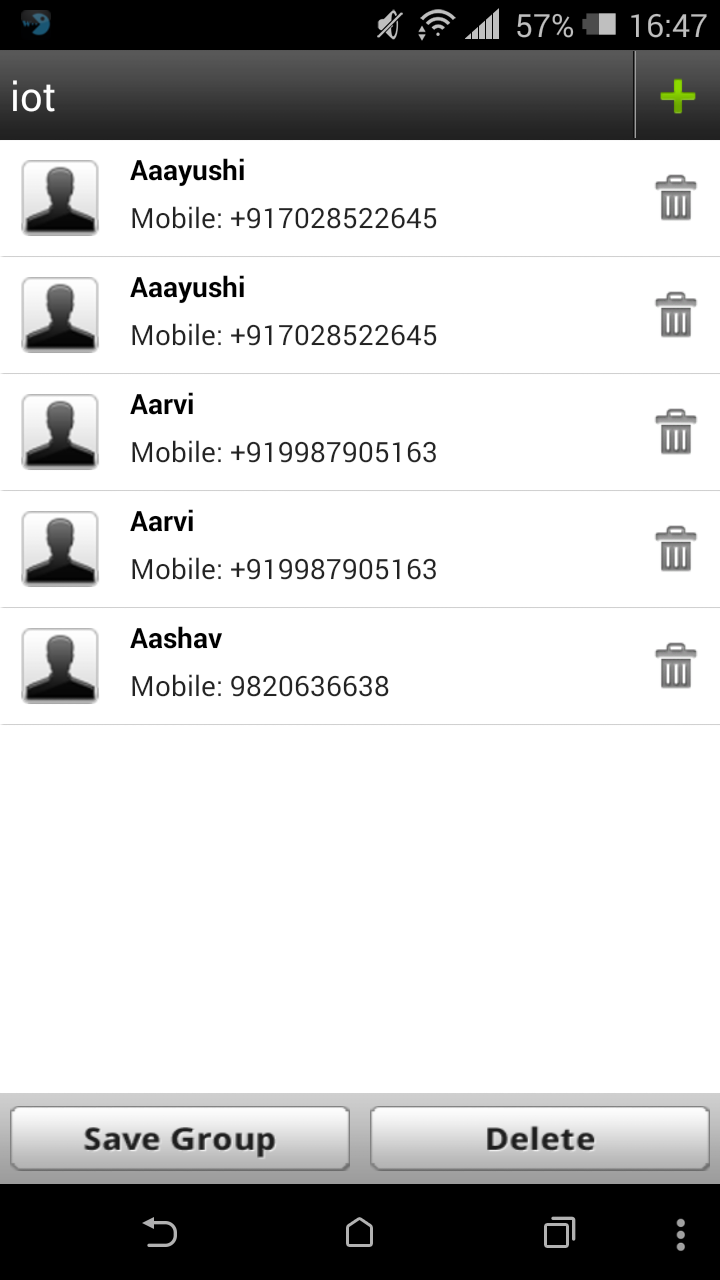 57% 16:47
iot
Aaayushi
Mobile: +917028522645
Aaayushi
Mobile: +917028522645
Aarvi
Mobile: +919987905163
Aarvi
Mobile: +919987905163
Aashav
Mobile: 9820636638
Save Group Delete